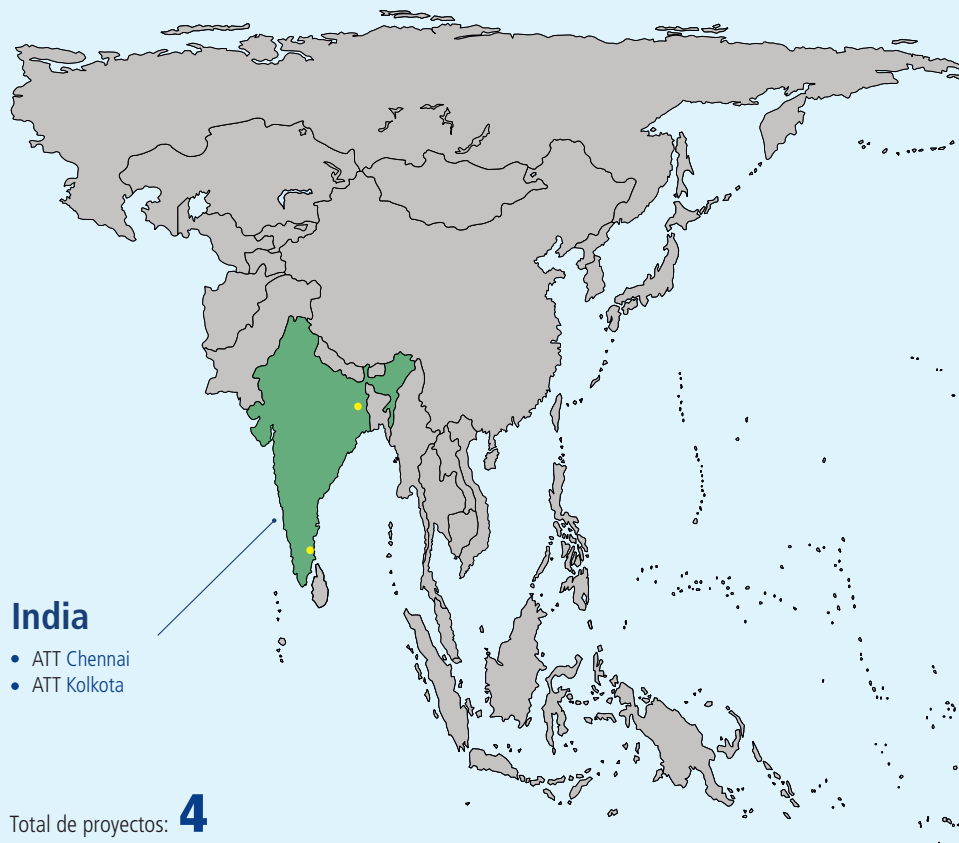 India
• ATT Chennai
• ATT Kolkota
Total de proyectos: 4